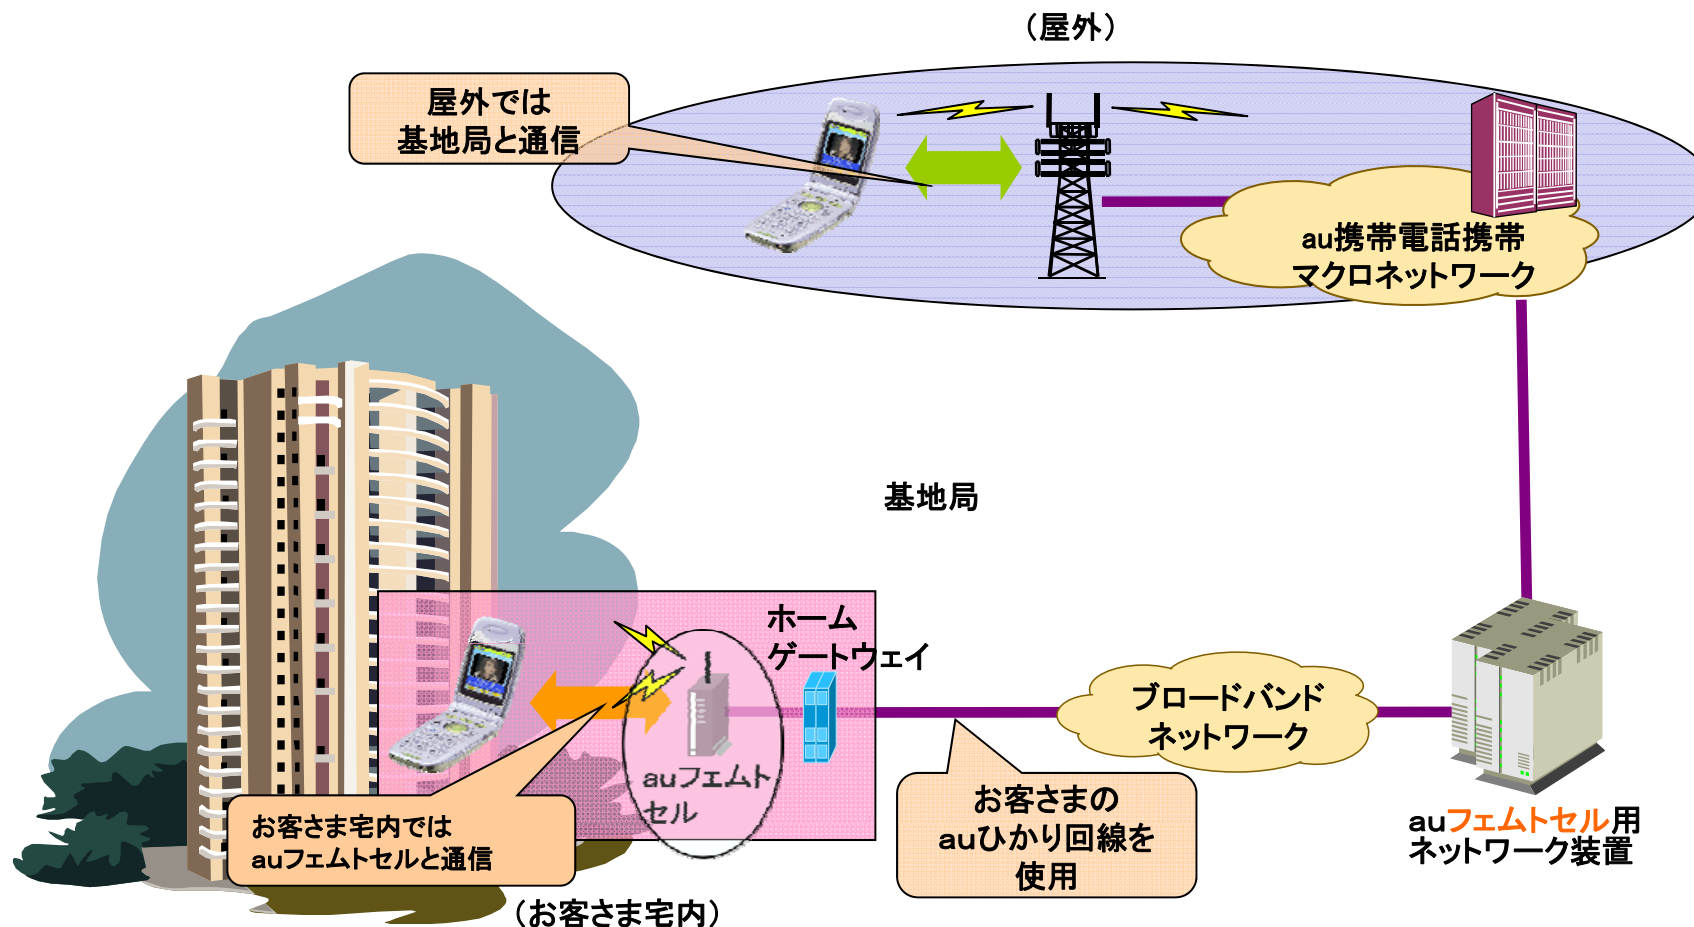 （屋外）
屋外では
基地局と通信
au携帯電話携帯
マクロネットワーク
基地局
ホーム
ゲートウェイ
auフェムト
セル
ブロードバンド
ネットワーク
お客さま宅内では
auフェムトセルと通信
お客さまの
auひかり回線を
使用
auフェムトセル用
ネットワーク装置
（お客さま宅内）